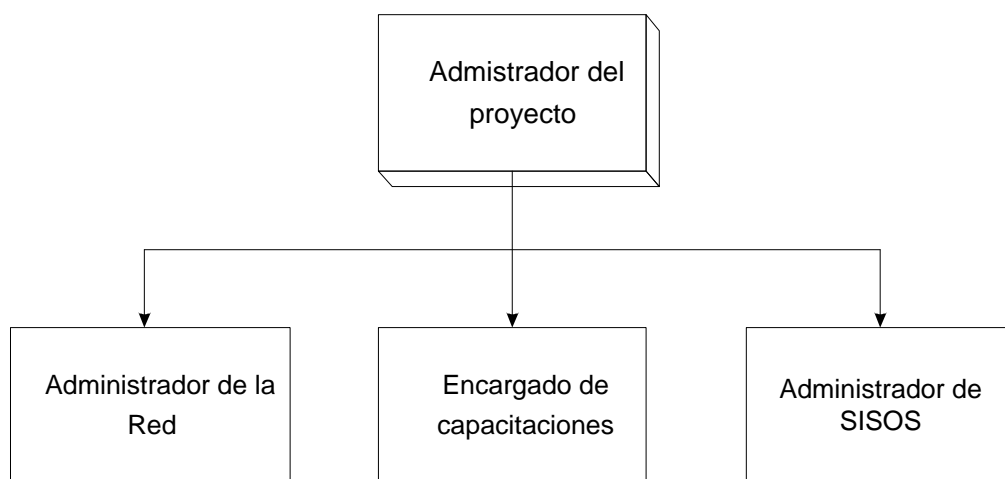 Admistrador del
proyecto
Administrador de la
Red
Encargado de
capacitaciones
Administrador de
SISOS